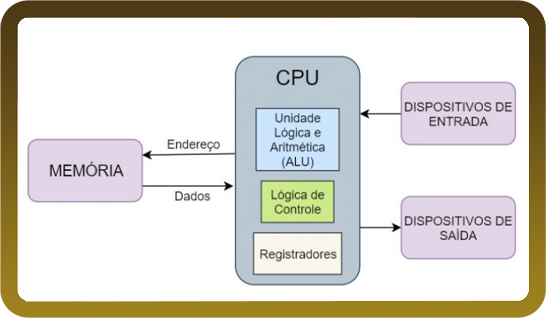 CPU
Unidade
Lógica e
Aritmética
(ALU)
Lógica de
Controle
Registradores
MEMÓRIA
Endereço
Dados
DISPOSITIVOS DE
ENTRADA
DISPOSITIVOS DE
SAÍDA